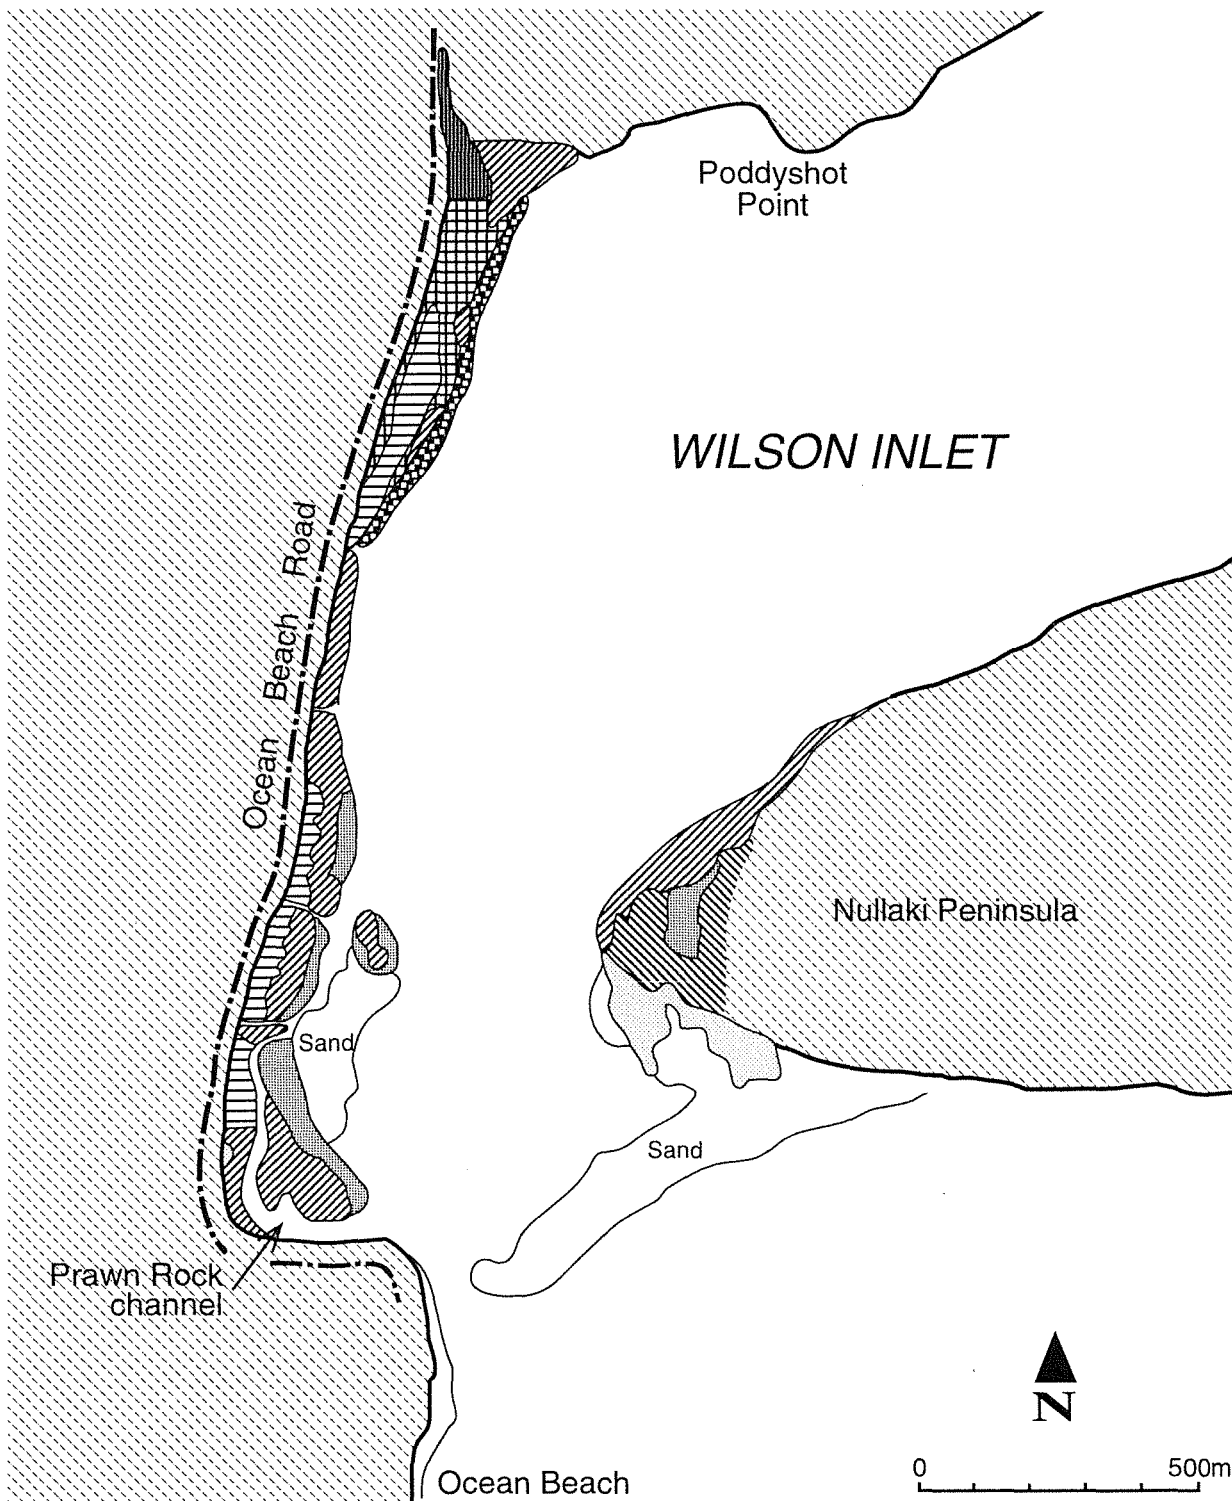 Poddyshot
Point
WILSON INLET
Ocean Beach Road
Nullaki Peninsula
Sand
Sand
Prawn Rock
channel
N
0 500m
Ocean Beach